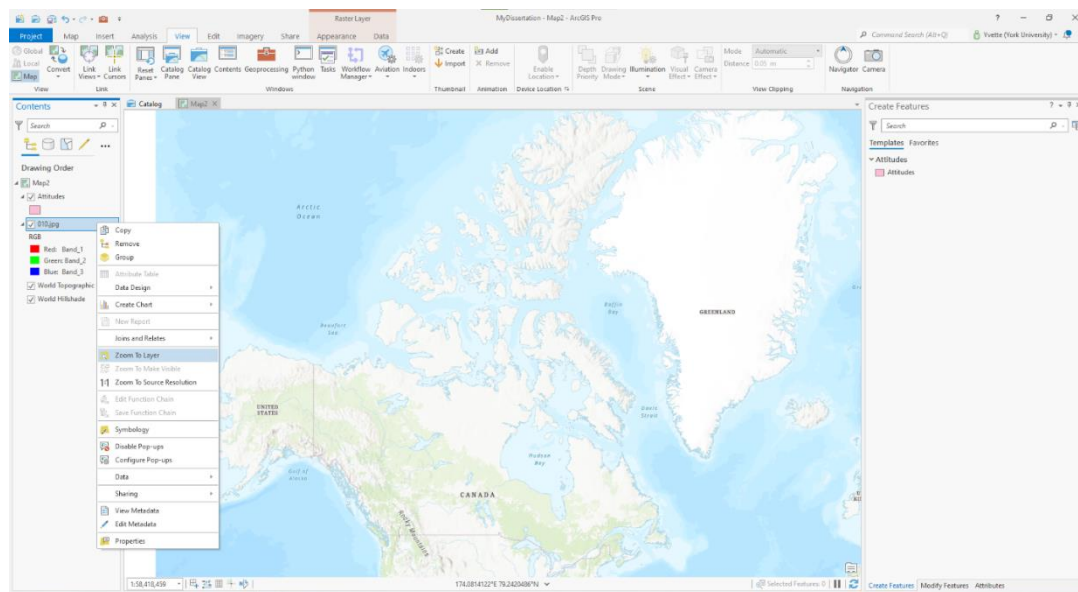 Raster Layer
MyDissertation - Map2 - ArcGIS Pro
Project Map Insert Analysis View Edit Imagery Share Appearance Data
Command Search (Alt+Q)
Yvette (York University)
Global
Local
Map
Convert
Link Views
Link Cursors
Reset Panes
Catalog Pane
Catalog View
Contents
Geoprocessing
Python window
Tasks
Workflow Manager
Aviation
Indoors
Create
Import
Add
Remove
Enable Location
Depth Priority
Drawing Mode
Illumination
Visual Effect
Camera Effect
Mode Automatic
Distance 0.05 m
Navigator
Camera
View Link Windows Thumbnail Animation Device Location Scene View Clipping Navigation
Contents
Search
Drawing Order
Map2
Attitudes
010.jpg
RGB
Red: Band_1
Green: Band_2
Blue: Band_3
World Topographic
World Hillshade
Copy
Remove
Group
Attribute Table
Data Design
Create Chart
New Report
Joins and Relates
Zoom To Layer
Zoom To Make Visible
1:1 Zoom To Source Resolution
Edit Function Chain
Save Function Chain
Symbology
Disable Pop-ups
Configure Pop-ups
Data
Sharing
View Metadata
Edit Metadata
Properties
Catalog Map2
Arctic
Ocean
Beaufort
Sea
Baffin
Bay
GREENLAND
UNITED
STATES
Davis
Strait
Hudson
Bay
Gulf of
Alaska
CANADA
Rocky Mountains
1:58,418,459
174.0814122°E 79.2420486°N
Selected Features: 0
Create Features
Search
Templates Favorites
Attitudes
Attitudes
Create Features Modify Features Attributes